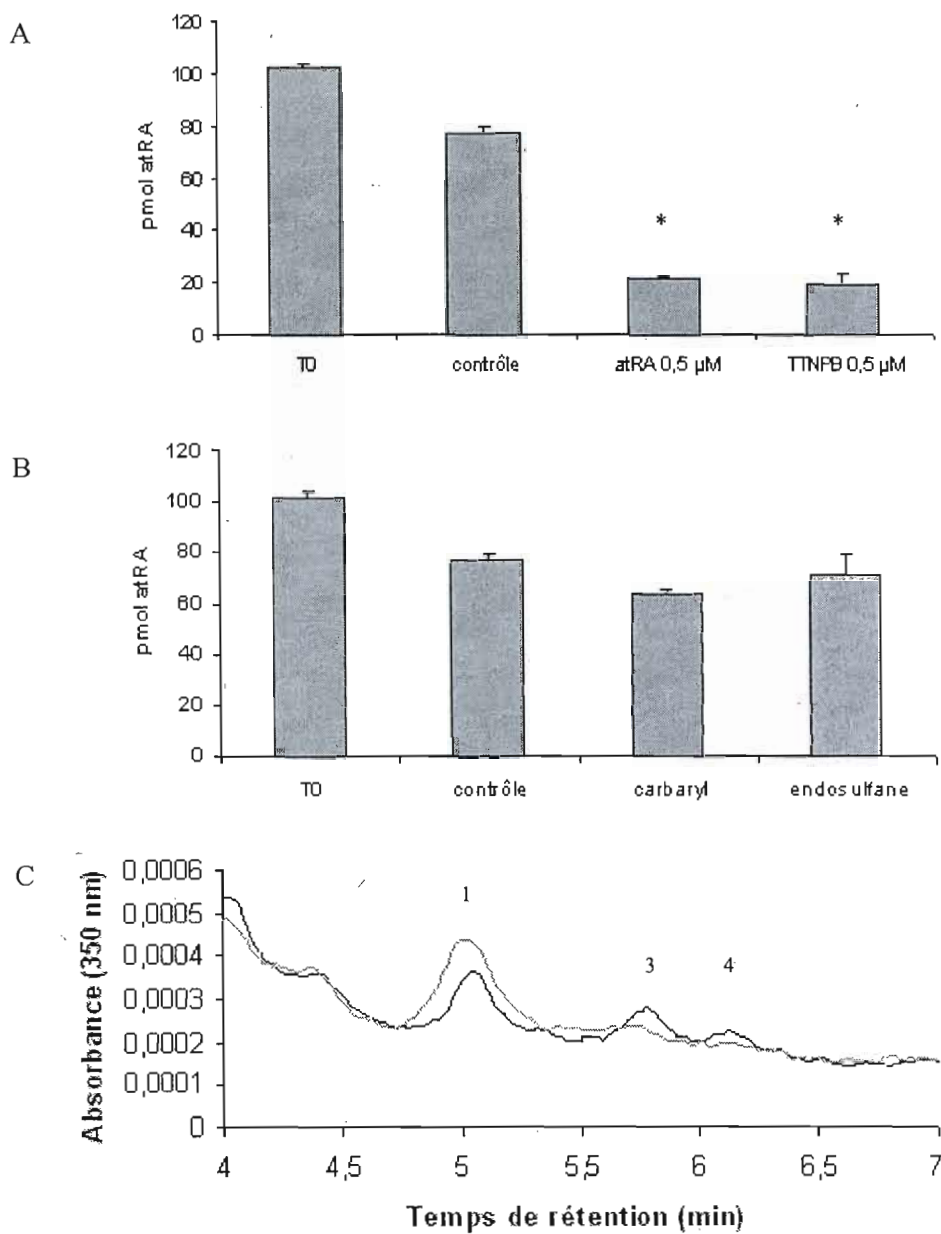 A
120
100
80
60
40
20
0
pmol atRA
*
*
T0
contrôle
atRA 0,5 µM
TTNPB 0,5 µM
B
120
100
80
60
40
20
0
pmol atRA
T0
contrôle
carbaryl
endosulfane
C
0,0006
0,0005
0,0004
0,0003
0,0002
0,0001
0
Absorbance (350 nm)
1
3
4
4
4,5
5
5,5
6
6,5
7
Temps de rétention (min)